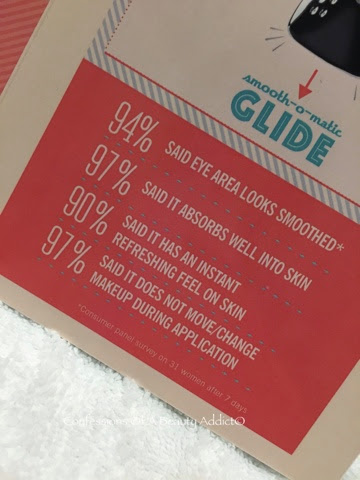 smooth-o-matic
GLIDE
94% SAID EYE AREA LOOKS SMOOTHED*
97% SAID IT ABSORBS WELL INTO SKIN
90% SAID IT HAS AN INSTANT
REFRESHING FEEL ON SKIN
97% SAID IT DOES NOT MOVE/CHANGE
MAKEUP DURING APPLICATION
*Consumer panel survey on 31 women after 7 days
Beauty AddictO